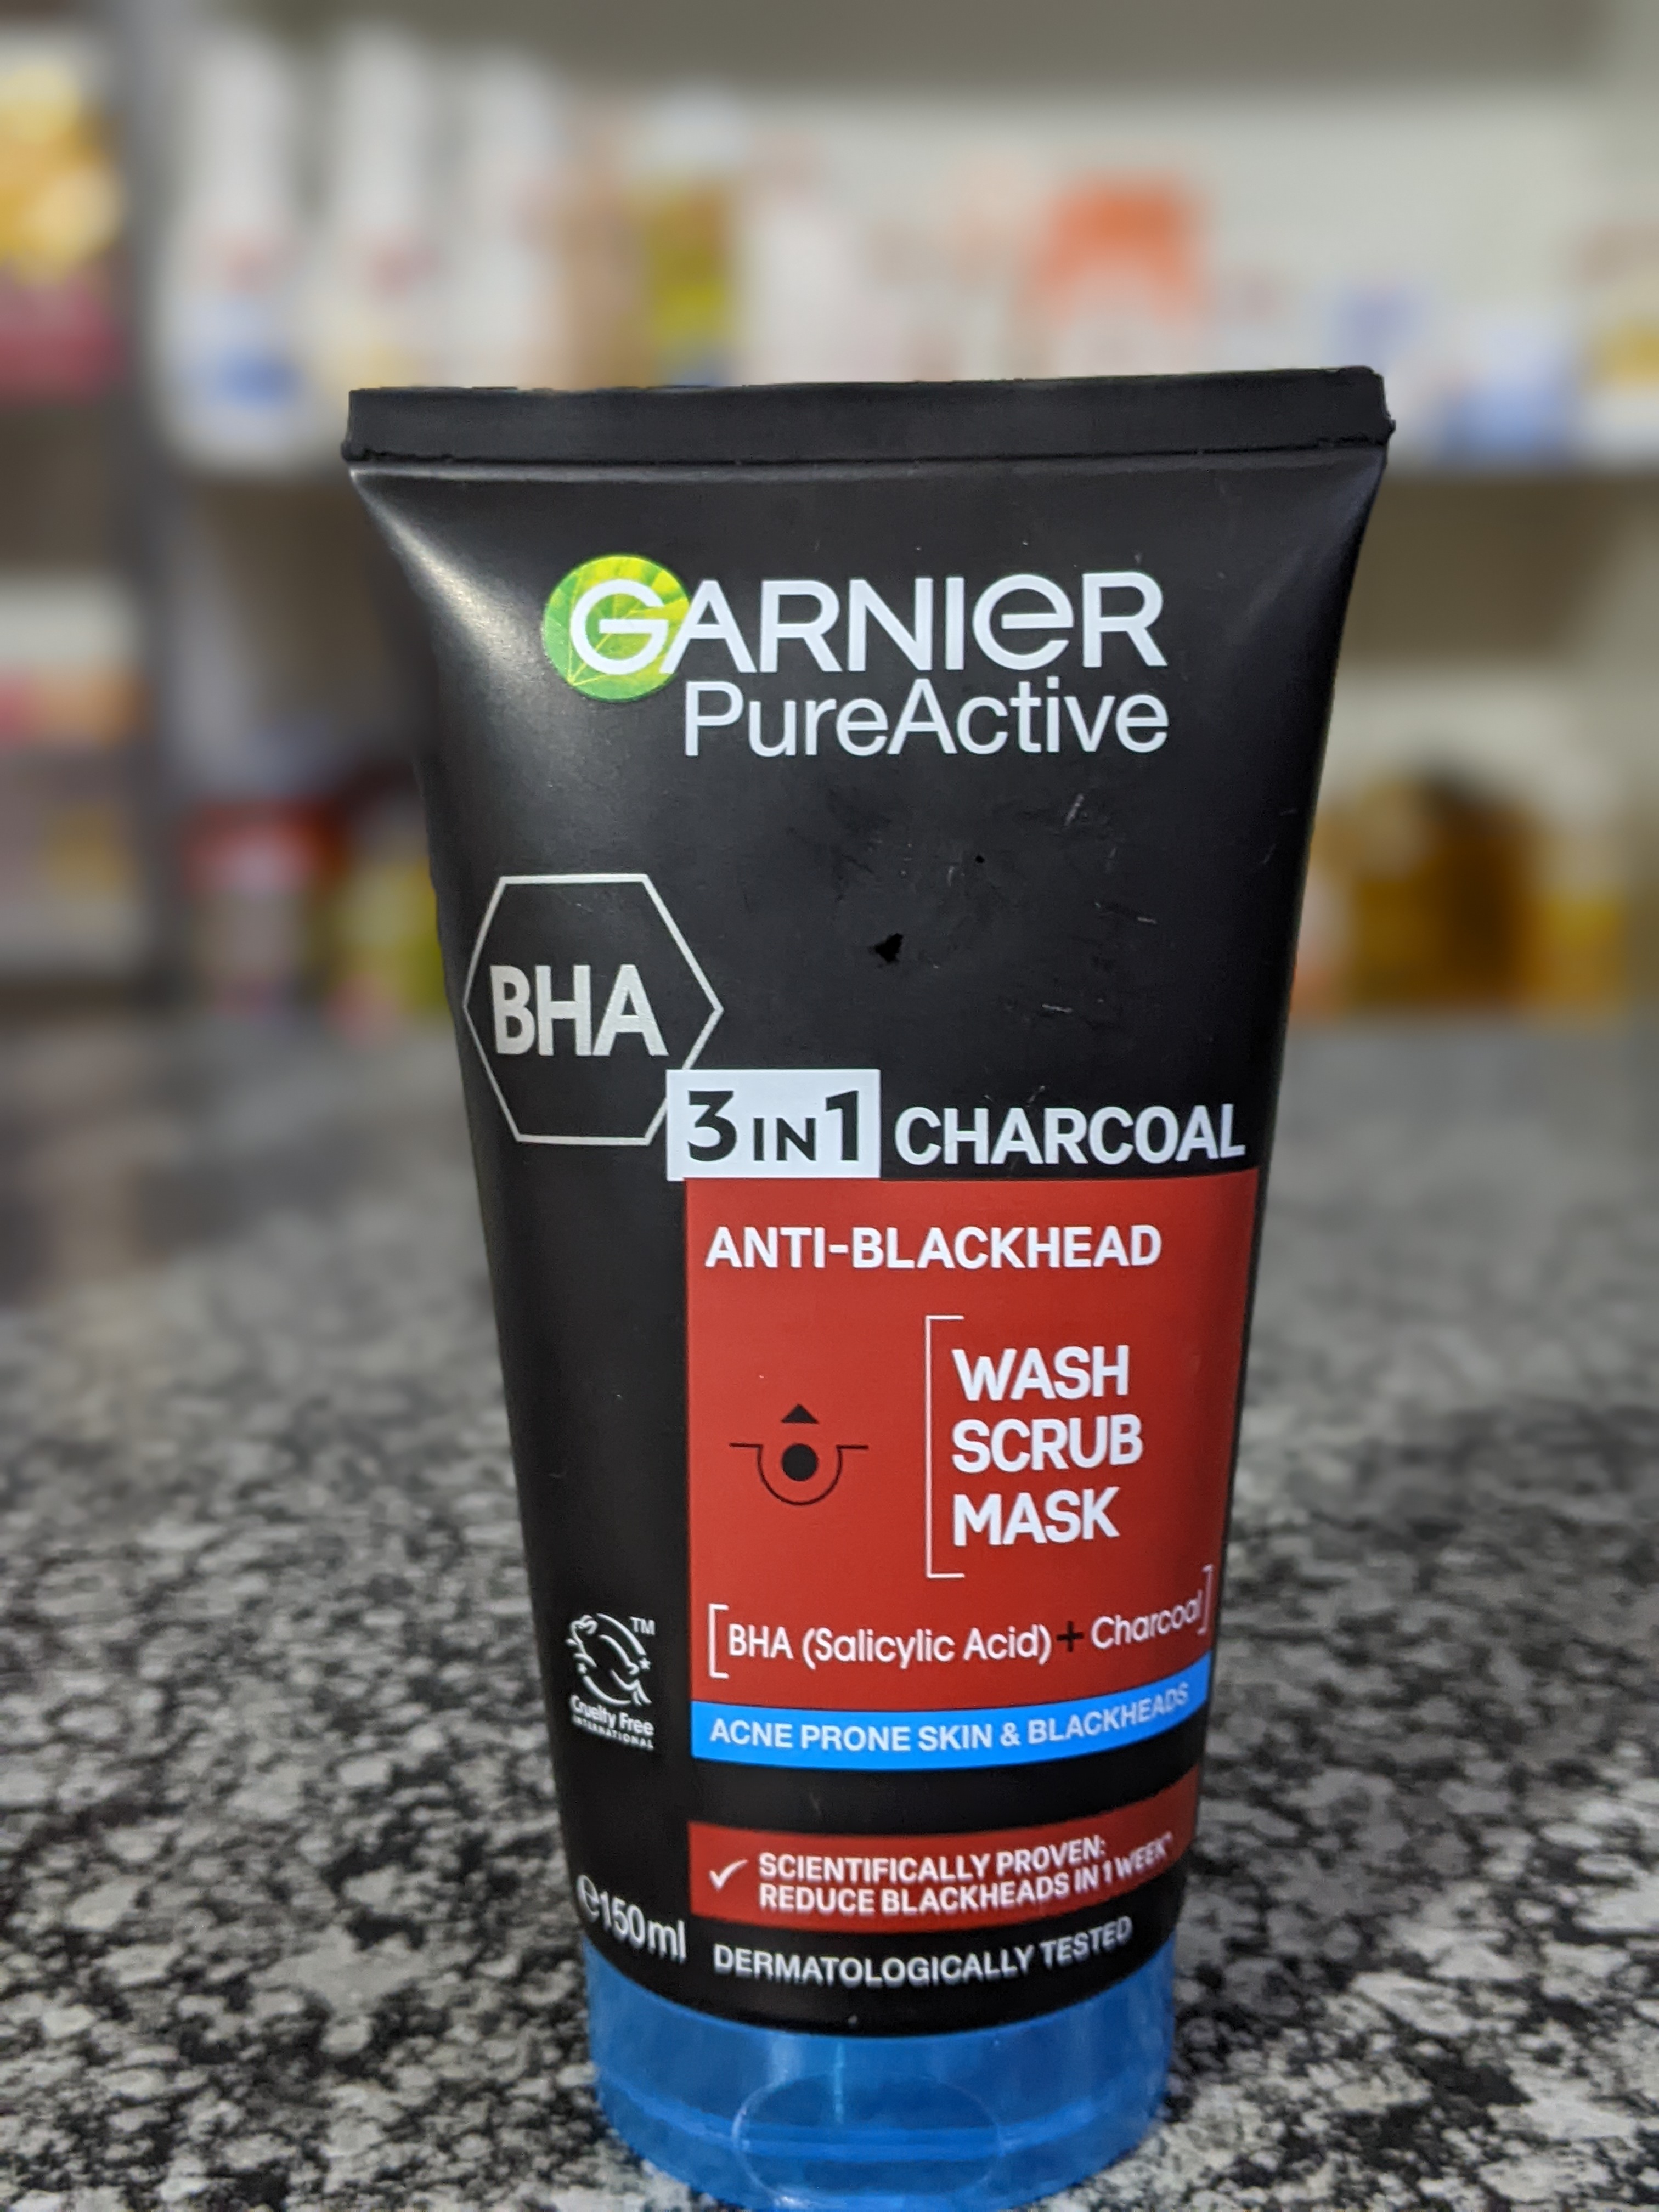 GARNIER
PureActive
BHA
3 IN 1 CHARCOAL
ANTI-BLACKHEAD
WASH
SCRUB
MASK
[BHA (Salicylic Acid) + Charcoal]
ACNE PRONE SKIN & BLACKHEADS
TM
Cruelty Free
INTERNATIONAL
SCIENTIFICALLY PROVEN:
REDUCE BLACKHEADS IN 1 WEEK*
℮150ml
DERMATOLOGICALLY TESTED